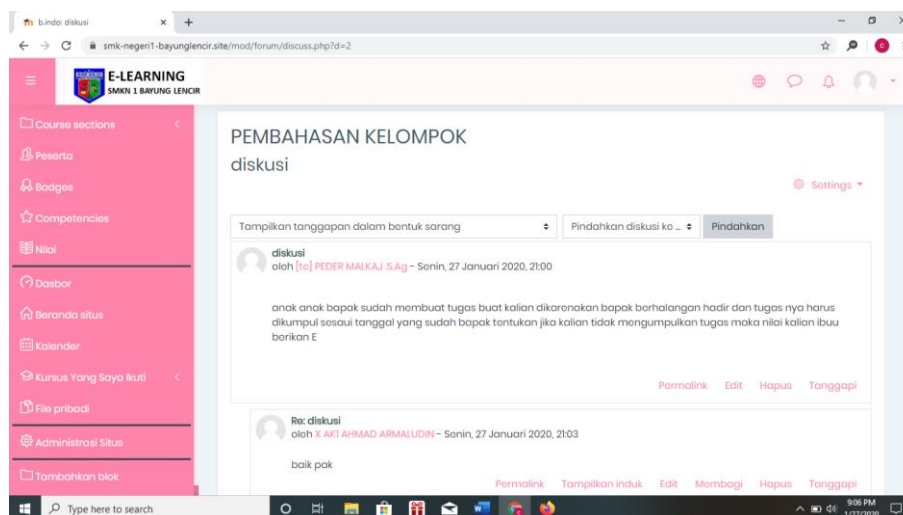 b.indo: diskusi
smk-negeri1-bayunglencir.site/mod/forum/discuss.php?d=2
E-LEARNING
SMKN 1 BAYUNG LENCIR
Course sections
Peserta
Badges
Competencies
Nilai
Dasbor
Beranda situs
Kalender
Kursus Yang Saya Ikuti
File pribadi
Administrasi Situs
Tambahkan blok
PEMBAHASAN KELOMPOK
diskusi
Settings
Tampilkan tanggapan dalam bentuk sarang
Pindahkan diskusi ke ...
Pindahkan
diskusi
oleh [tc] PEDER MALKAJ .S.Ag - Senin, 27 Januari 2020, 21:00
anak anak bapak sudah membuat tugas buat kalian dikarenakan bapak berhalangan hadir dan tugas nya harus
dikumpul sesaui tanggal yang sudah bapak tentukan jika kalian tidak mengumpulkan tugas maka nilai kalian ibuu
berikan E
Permalink Edit Hapus Tanggapi
Re: diskusi
oleh X AK1 AHMAD ARMALUDIN - Senin, 27 Januari 2020, 21:03
baik pak
Permalink Tampilkan induk Edit Membagi Hapus Tanggapi
Type here to search
9:06 PM
1/27/2020